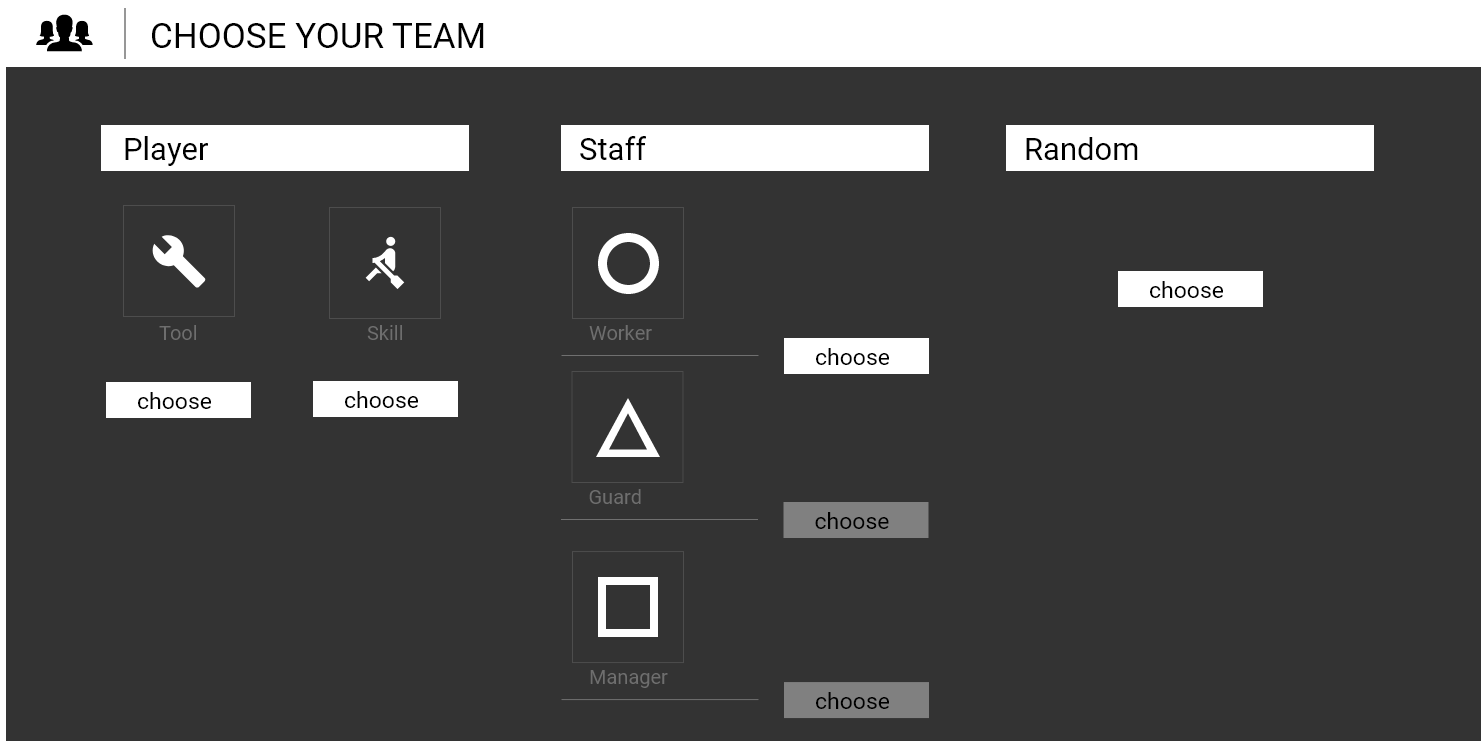 CHOOSE YOUR TEAM
Player
Tool
Skill
choose
choose
Staff
Worker
choose
Guard
choose
Manager
choose
Random
choose